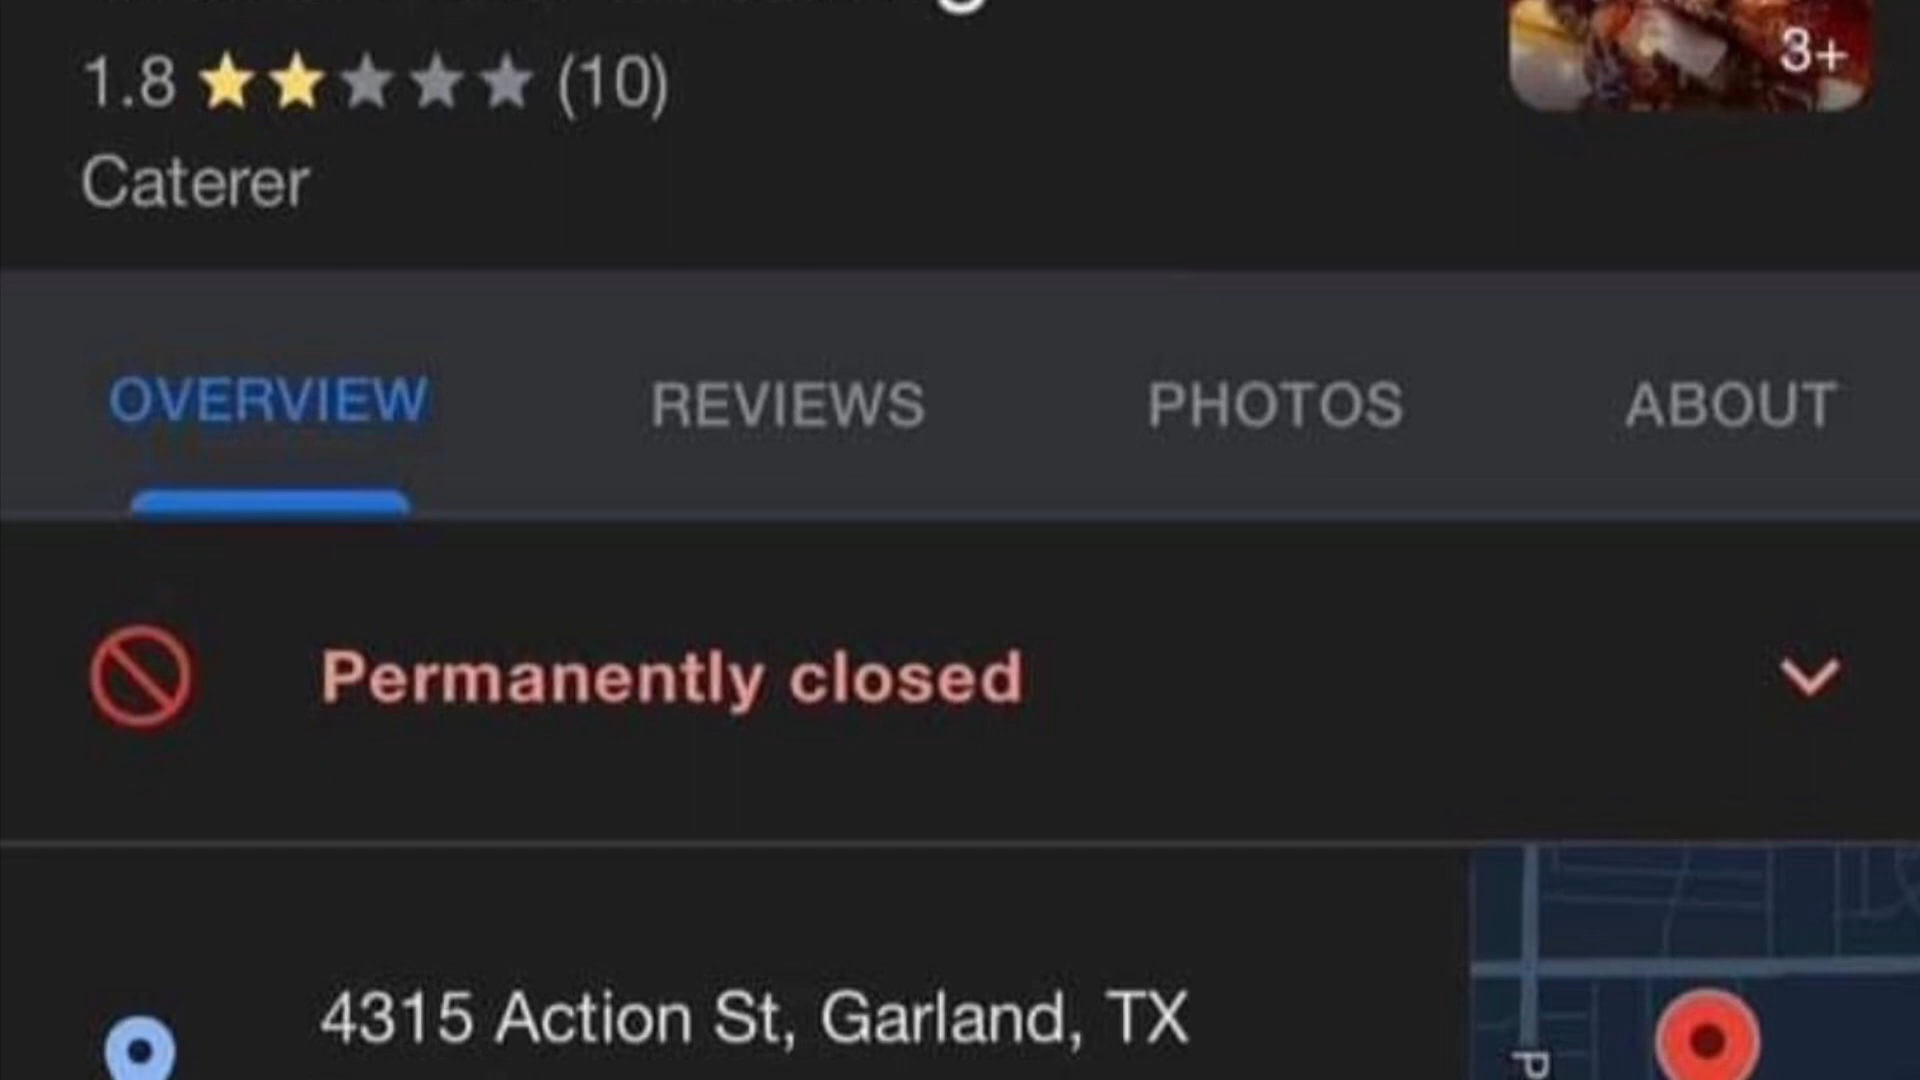 1.8 (10)
3+
Caterer
OVERVIEW REVIEWS PHOTOS ABOUT
Permanently closed
4315 Action St, Garland, TX
P